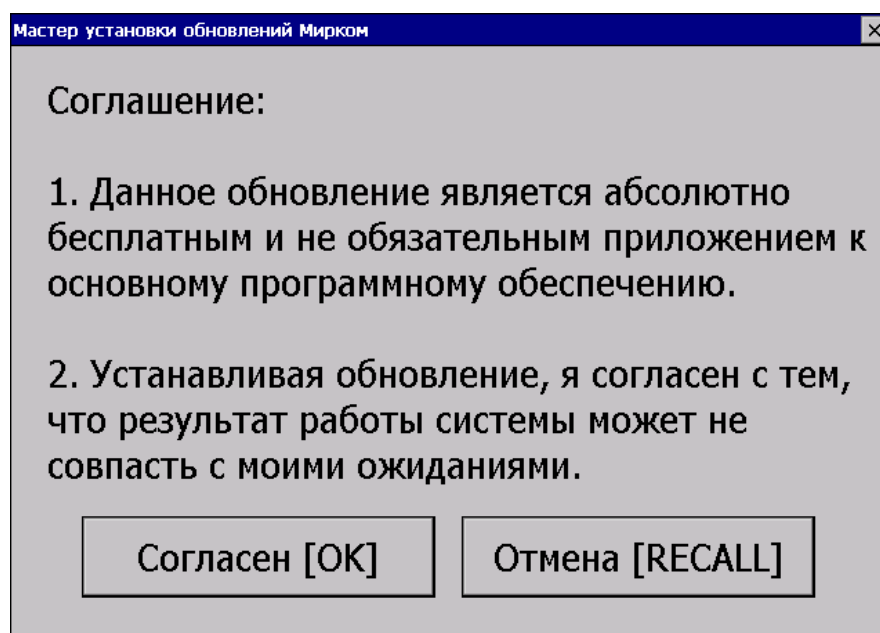 Мастер установки обновлений Мирком
Соглашение:
1. Данное обновление является абсолютно
бесплатным и не обязательным приложением к
основному программному обеспечению.
2. Устанавливая обновление, я согласен с тем,
что результат работы системы может не
совпасть с моими ожиданиями.
Согласен [OK]
Отмена [RECALL]